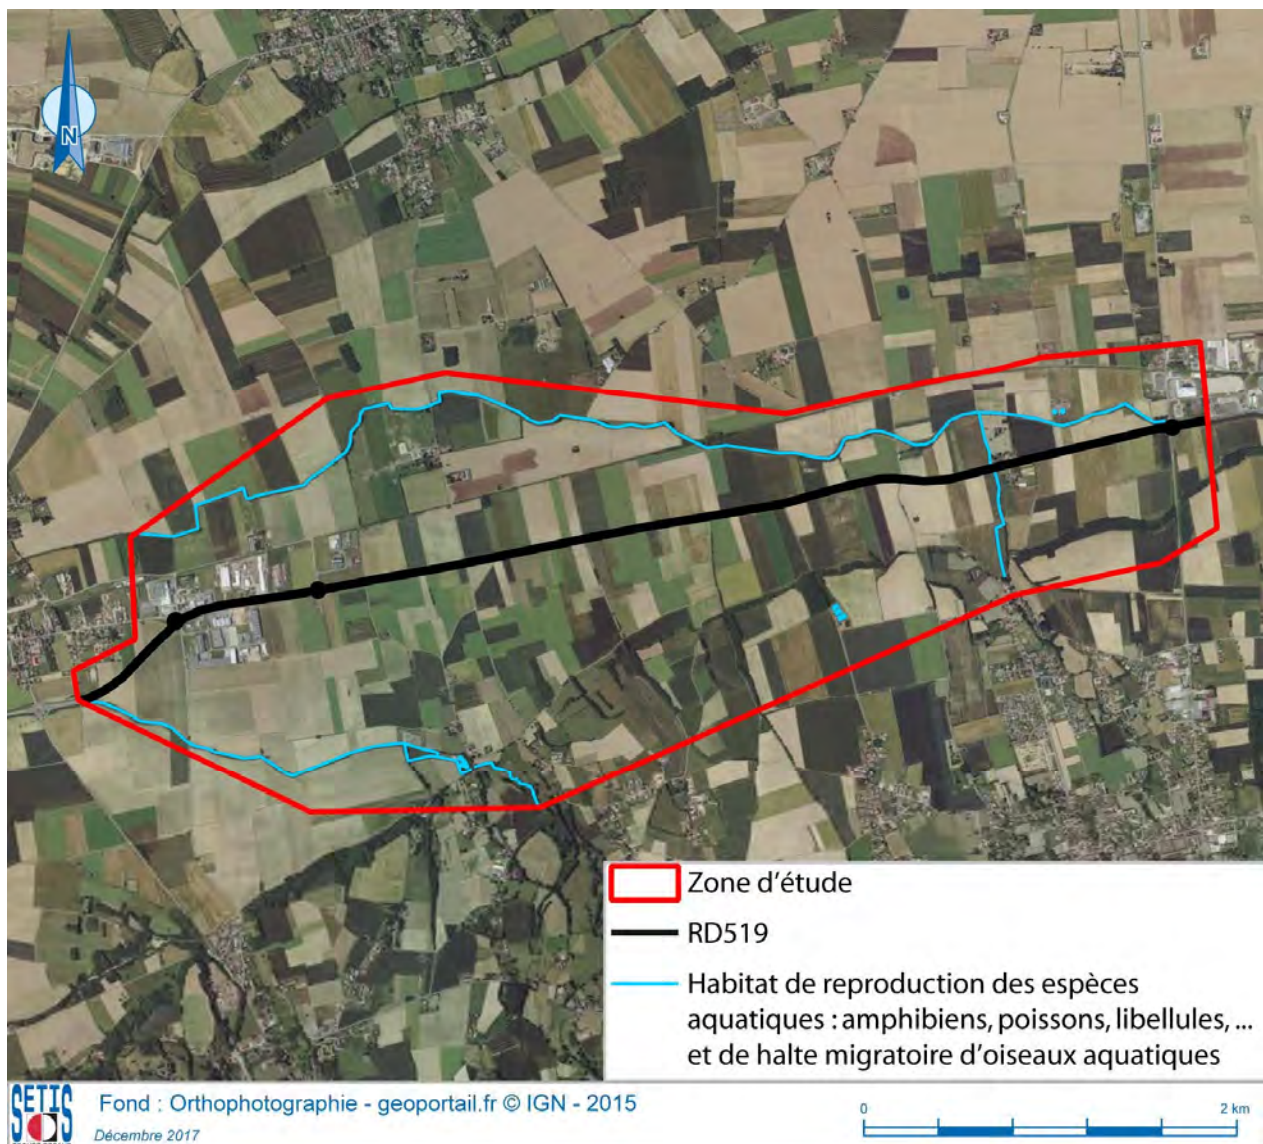 N
Zone d'étude
RD519
Habitat de reproduction des espèces
aquatiques : amphibiens, poissons, libellules, ...
et de halte migratoire d'oiseaux aquatiques
SETIS
Fond : Orthophotographie - geoportail.fr © IGN - 2015
Décembre 2017
0
2 km